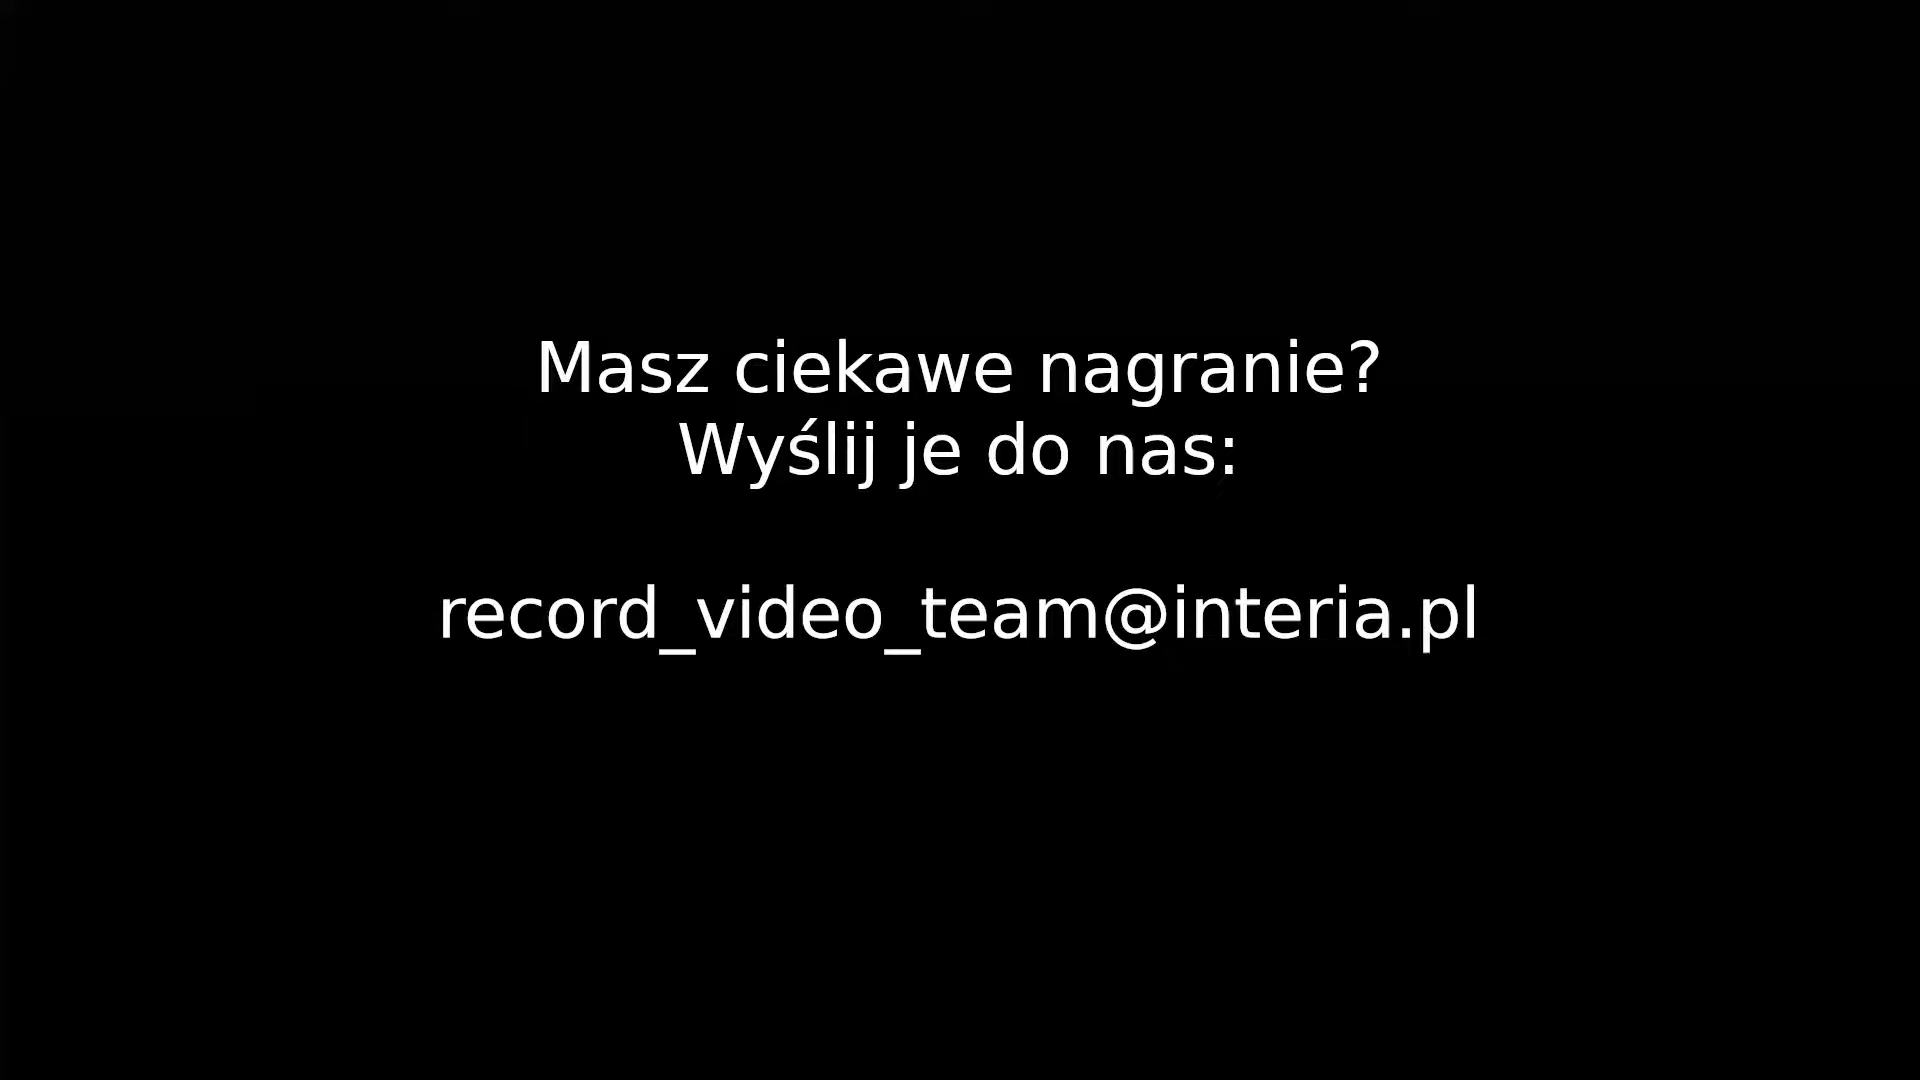 Masz ciekawe nagranie?
Wyślij je do nas:
record_video_team@interia.pl